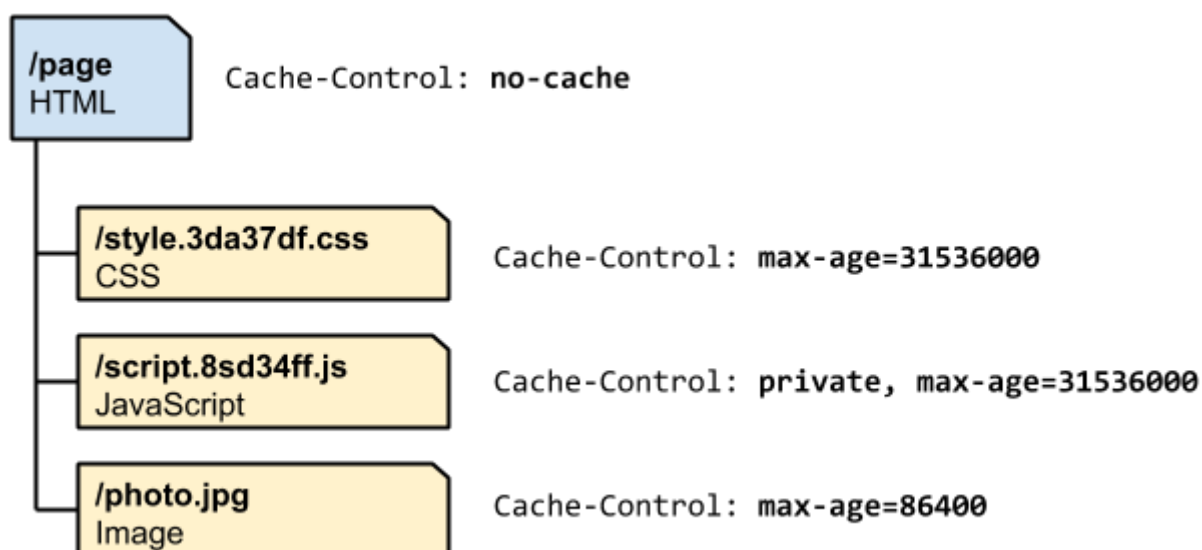 /page
HTML
Cache-Control: no-cache
/style.3da37df.css
CSS
Cache-Control: max-age=31536000
/script.8sd34ff.js
JavaScript
Cache-Control: private, max-age=31536000
/photo.jpg
Image
Cache-Control: max-age=86400